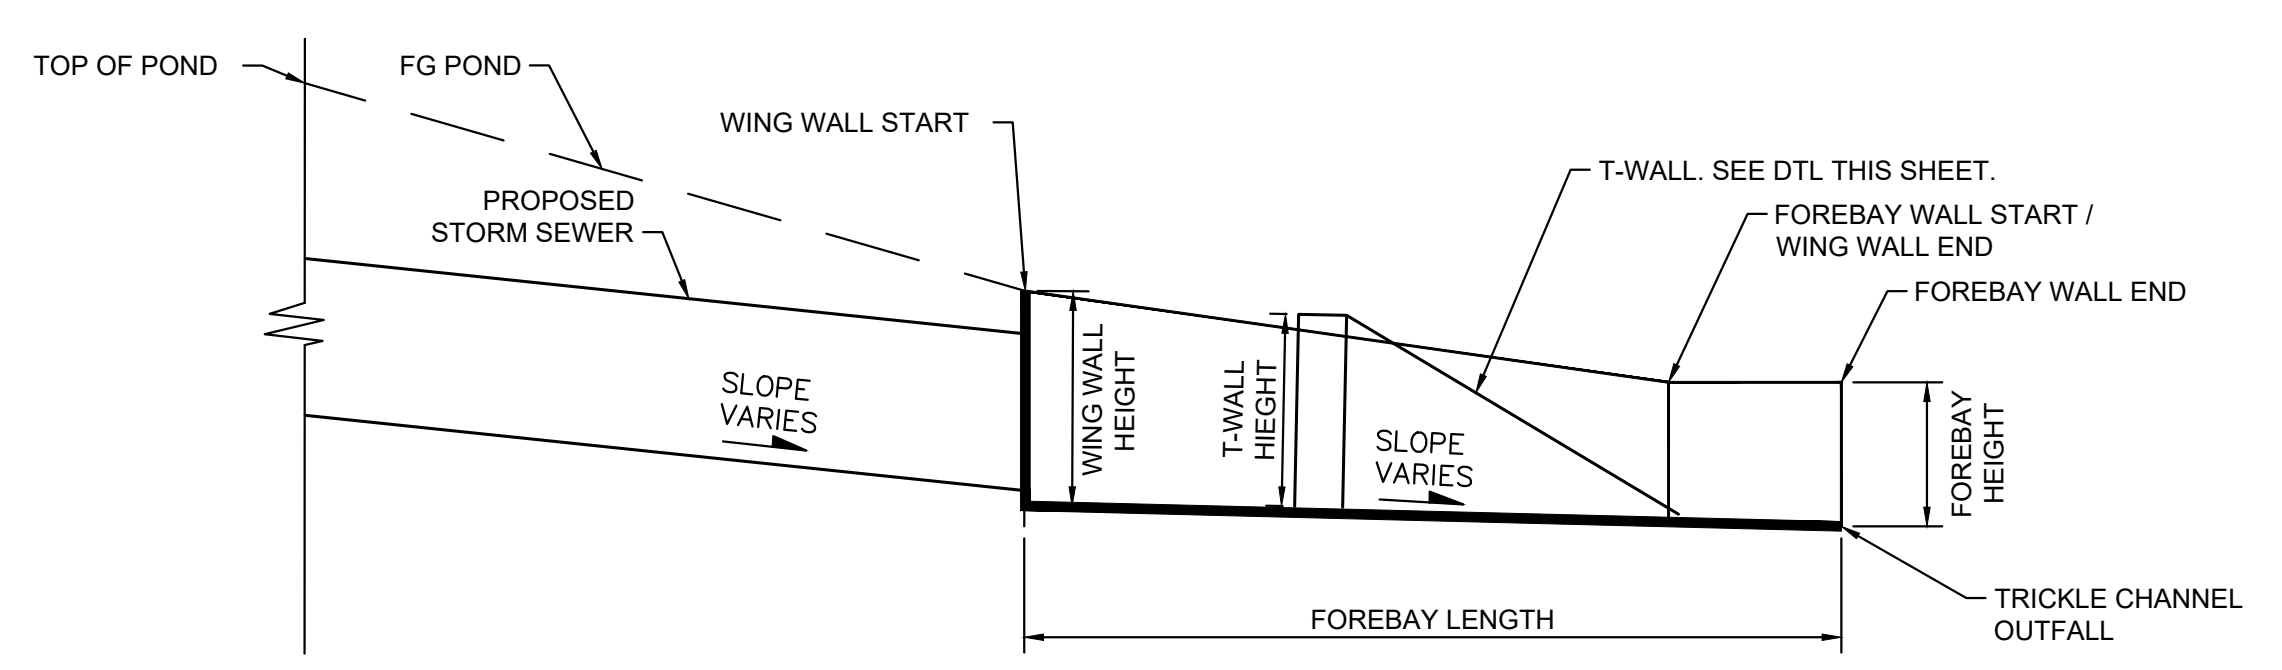 TOP OF POND
FG POND
WING WALL START
T-WALL. SEE DTL THIS SHEET.
PROPOSED
STORM SEWER
FOREBAY WALL START /
WING WALL END
FOREBAY WALL END
SLOPE
VARIES
WING WALL
HEIGHT
T-WALL
HIEGHT
SLOPE
VARIES
FOREBAY
HEIGHT
FOREBAY LENGTH
TRICKLE CHANNEL
OUTFALL